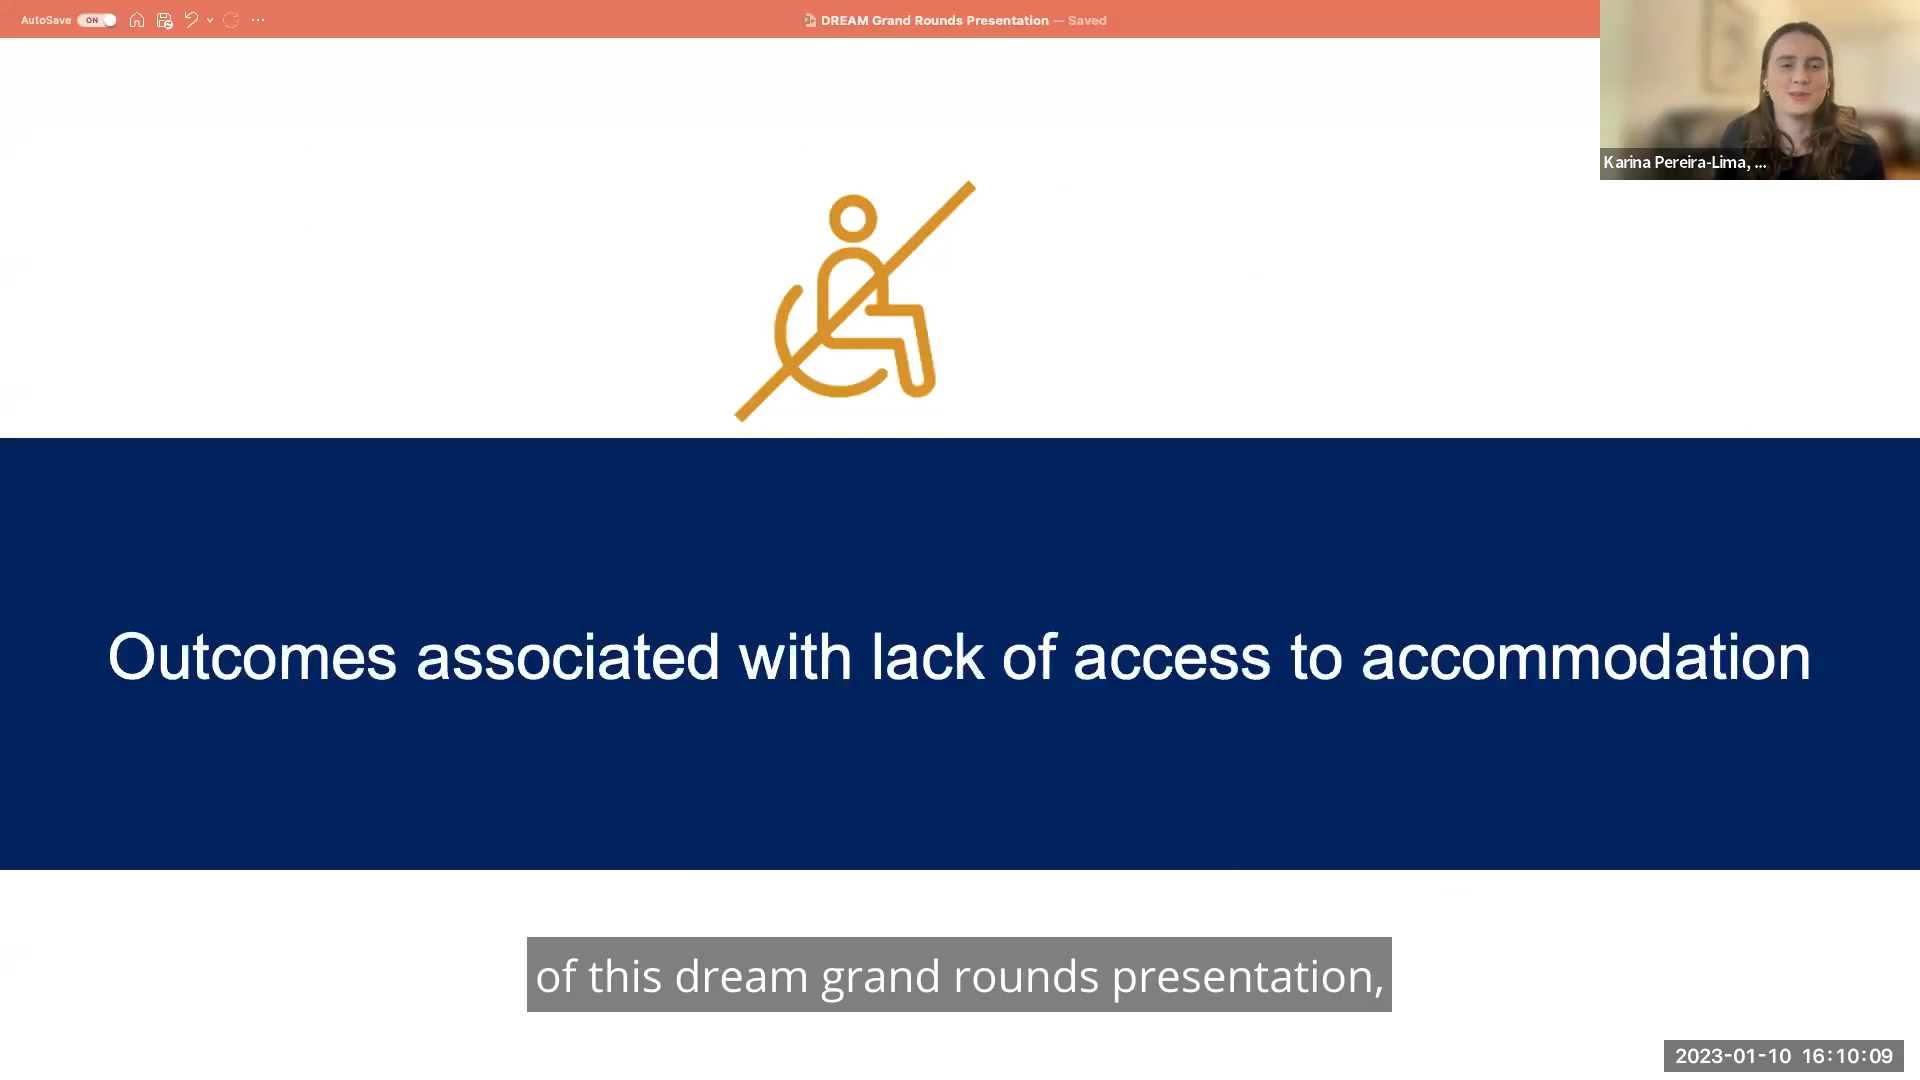 AutoSave ON DREAM Grand Rounds Presentation — Saved
Karina Pereira-Lima, ...
Outcomes associated with lack of access to accommodation
of this dream grand rounds presentation,
2023-01-10 16:10:09